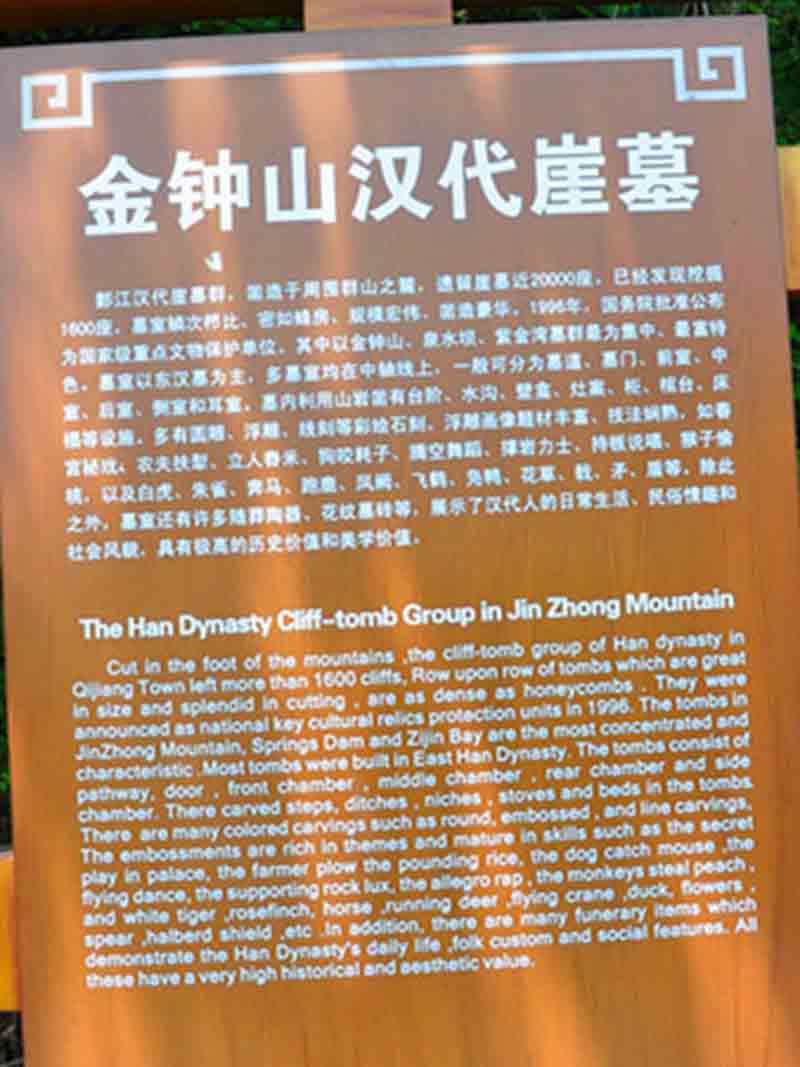 金钟山汉代崖墓
郪江汉代崖墓群，凿造于周围群山之麓，遗留崖墓近20000座，已经发现挖掘
1600座，墓室鳞次栉比、密如蜂房，规模宏伟、凿造豪华，1996年，国务院批准公布
为国家级重点文物保护单位，其中以金钟山、泉水坝、紫金湾墓群最为集中、最富特
色，墓室以东汉墓为主，多墓室均在中轴线上，一般可分为墓道、墓门、前室、中
室、后室、侧室和耳室，墓内利用山岩凿有台阶、水沟、壁龛、灶案、柜、棺台、床
榻等设施，多有圆雕、浮雕、线刻等彩绘石刻，浮雕画像题材丰富、技法娴熟，如春
宫秘戏、农夫扶犁、立人舂米、狗咬耗子、腾空舞蹈、撑岩力士、持板说唱、猴子偷
桃，以及白虎、朱雀、奔马、跑鹿、凤阙、飞鹤、凫鸭、花草、戟、矛、盾等，除此
之外，墓室还有许多随葬陶器、花纹墓砖等，展示了汉代人的日常生活、民俗情趣和
社会风貌，具有极高的历史价值和美学价值。
The Han Dynasty Cliff-tomb Group in Jin Zhong Mountain
Cut in the foot of the mountains ,the cliff-tomb group of Han dynasty in
Qijiang Town left more than 1600 cliffs, Row upon row of tombs which are great
in size and splendid in cutting , are as dense as honeycombs . They were
announced as national key cultural relics protection units in 1996. The tombs in
JinZhong Mountain, Springs Dam and Zijin Bay are the most concentrated and
characteristic .Most tombs were built in East Han Dynasty. The tombs consist of
pathway, door , front chamber , middle chamber , rear chamber and side
chamber. There carved steps, ditches , niches , stoves and beds in the tombs.
There are many colored carvings such as round, embossed , and line carvings,
The embossments are rich in themes and mature in skills such as the secret
play in palace, the farmer plow the pounding rice, the dog catch mouse ,the
flying dance, the supporting rock lux, the allegro rap , the monkeys steal peach ,
and white tiger ,rosefinch, horse ,running deer ,flying crane ,duck, flowers ,
spear ,halberd shield ,etc .In addition, there are many funerary items which
demonstrate the Han Dynasty's daily life ,folk custom and social features. All
these have a very high historical and aesthetic value.